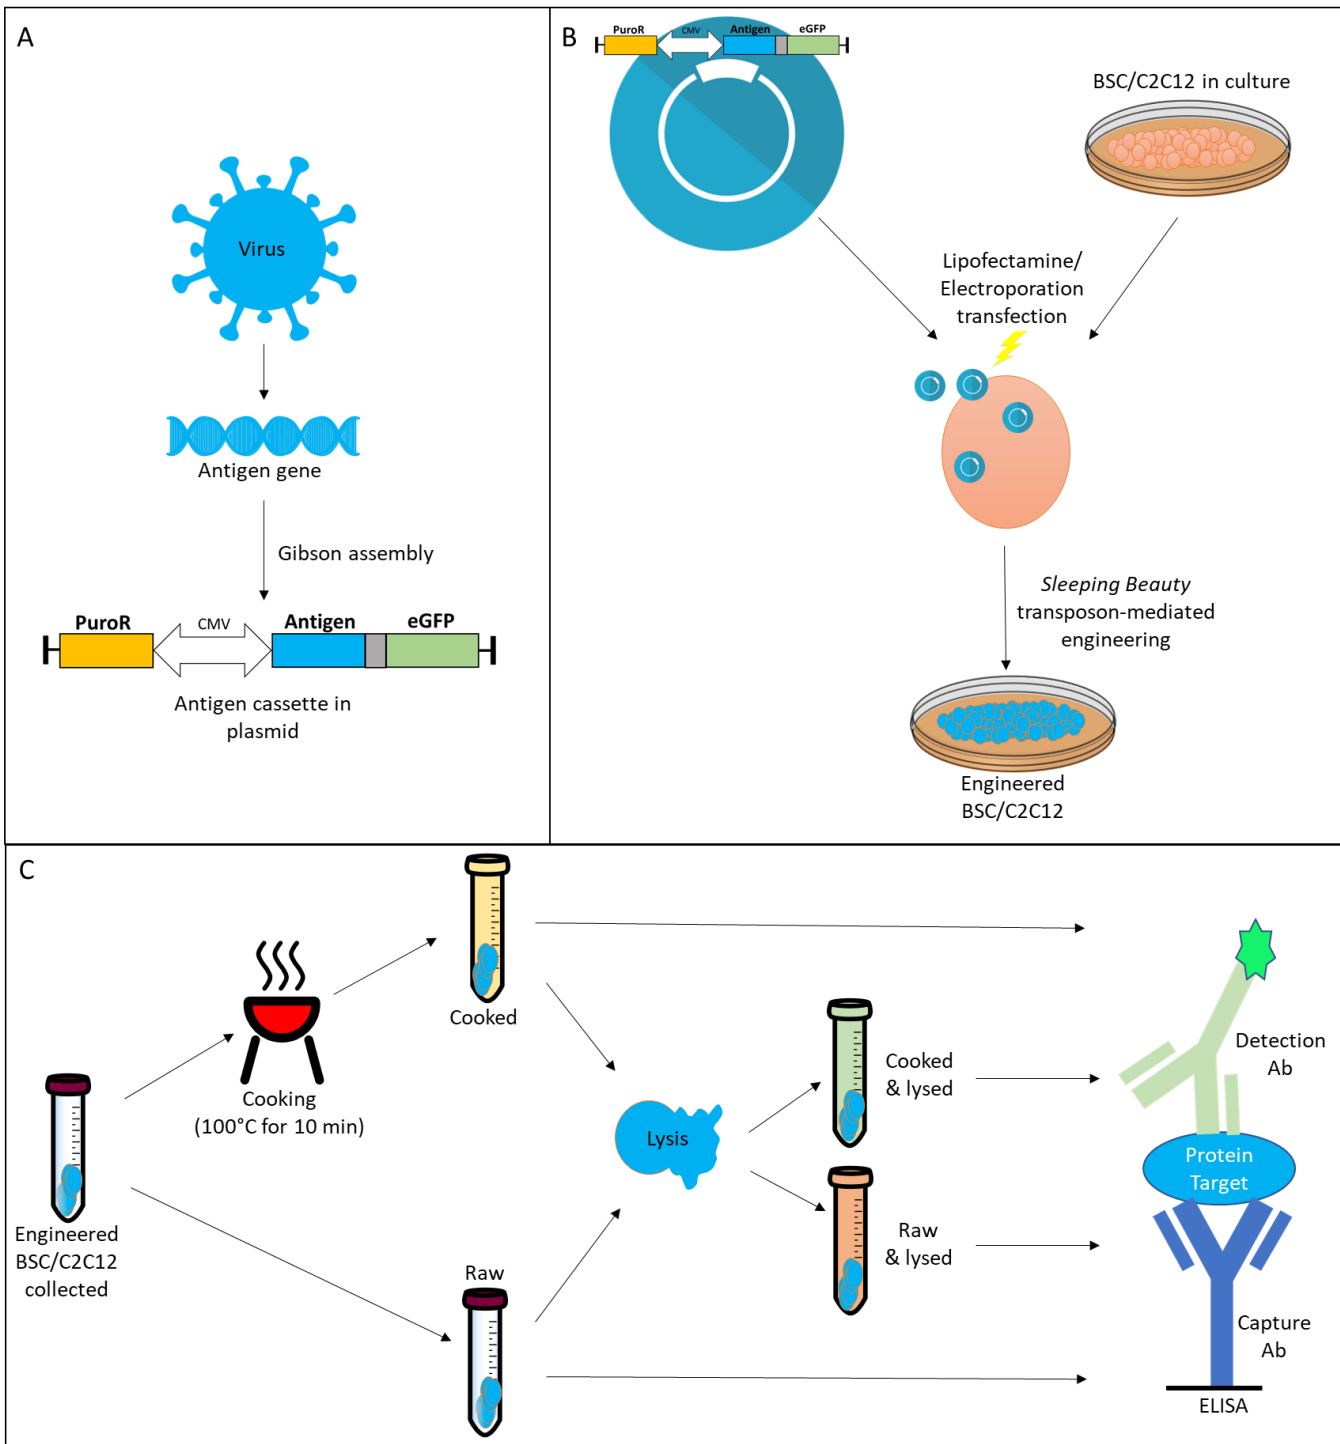 A
Virus
Antigen gene
Gibson assembly
PuroR
CMV
Antigen
eGFP
Antigen cassette in
plasmid
B
PuroR
CMV
Antigen
eGFP
BSC/C2C12 in culture
Lipofectamine/
Electroporation
transfection
Sleeping Beauty
transposon-mediated
engineering
Engineered
BSC/C2C12
C
Engineered
BSC/C2C12
collected
Cooking
(100°C for 10 min)
Cooked
Raw
Lysis
Cooked
& lysed
Raw
& lysed
Detection
Ab
Protein
Target
Capture
Ab
ELISA